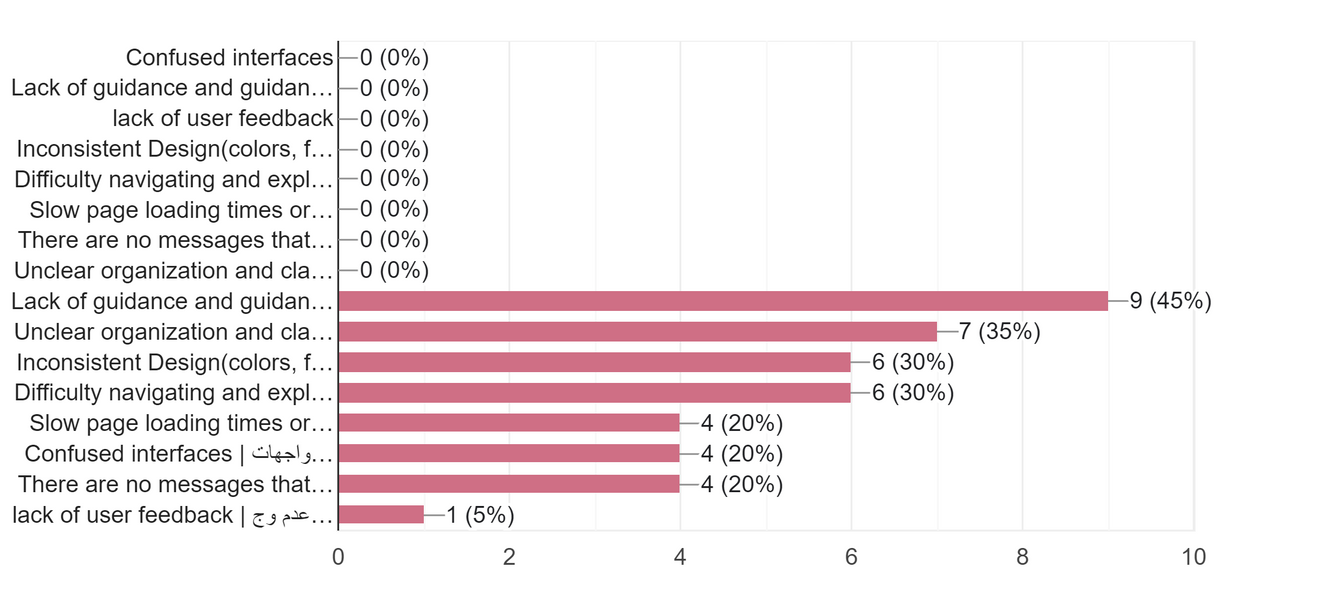 Confused interfaces 0 (0%)
Lack of guidance and guidan… 0 (0%)
lack of user feedback 0 (0%)
Inconsistent Design(colors, f… 0 (0%)
Difficulty navigating and expl… 0 (0%)
Slow page loading times or… 0 (0%)
There are no messages that… 0 (0%)
Unclear organization and cla… 0 (0%)
Lack of guidance and guidan… 9 (45%)
Unclear organization and cla… 7 (35%)
Inconsistent Design(colors, f… 6 (30%)
Difficulty navigating and expl… 6 (30%)
Slow page loading times or… 4 (20%)
Confused interfaces | واجهات… 4 (20%)
There are no messages that… 4 (20%)
lack of user feedback | عدم وج… 1 (5%)
0 2 4 6 8 10